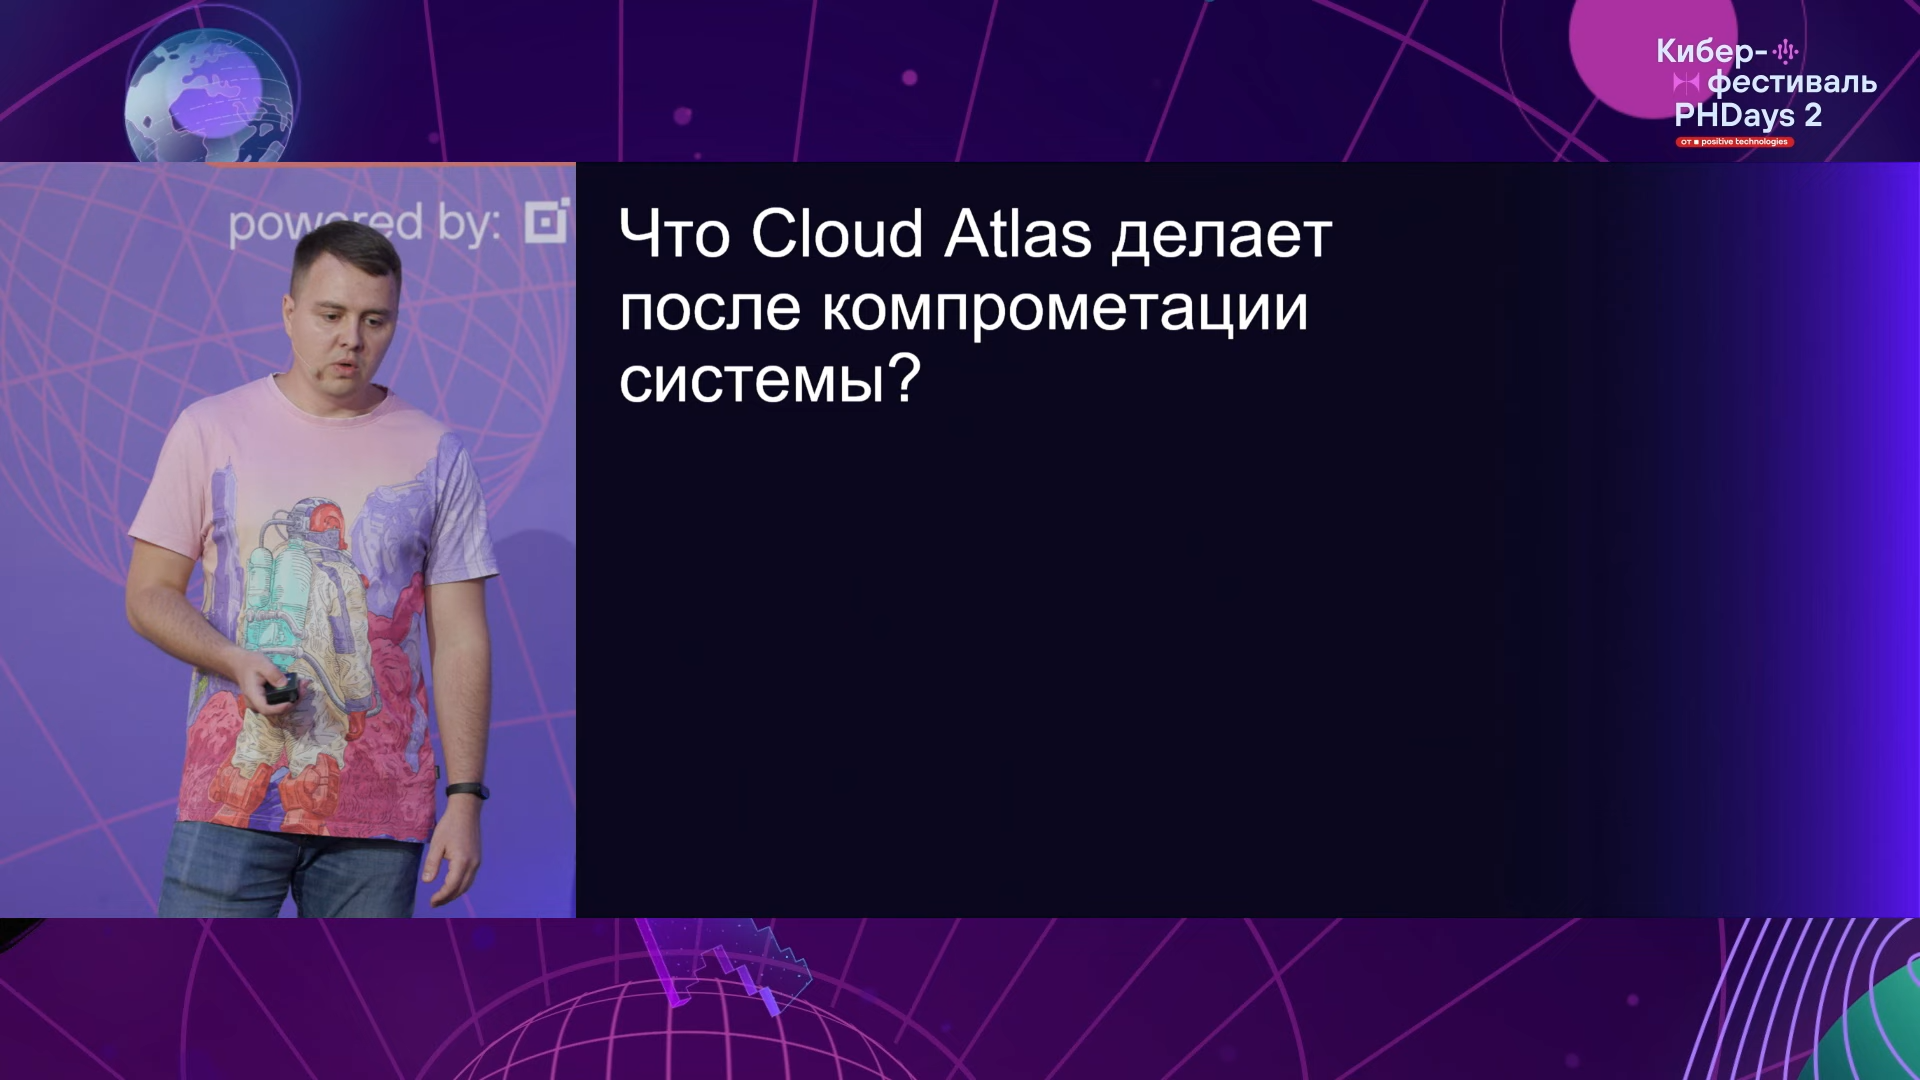 Кибер-
фестиваль
PHDays 2
от positive technologies
powered by:
Что Cloud Atlas делает
после компрометации
системы?